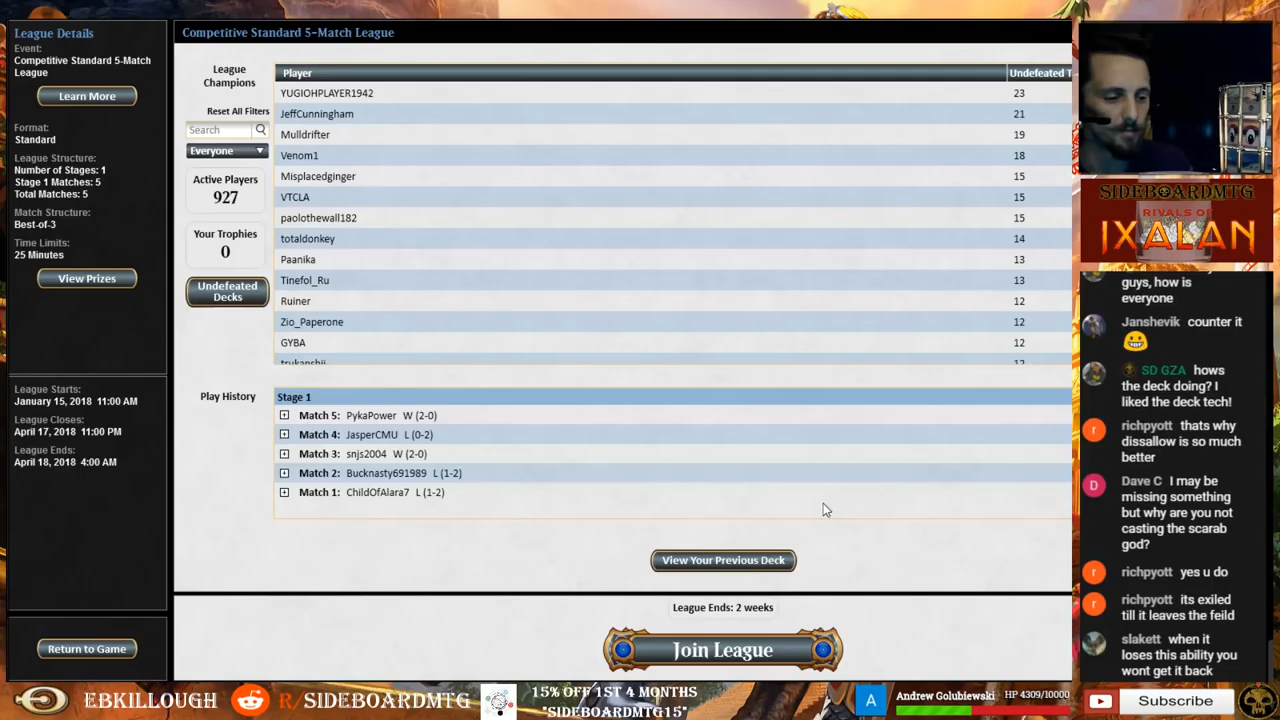 League Details
Event:
Competitive Standard 5-Match
League
Learn More
Format:
Standard
League Structure:
Number of Stages: 1
Stage 1 Matches: 5
Total Matches: 5
Match Structure:
Best-of-3
Time Limits:
25 Minutes
View Prizes
League Starts:
January 15, 2018 11:00 AM
League Closes:
April 17, 2018 11:00 PM
League Ends:
April 18, 2018 4:00 AM
Return to Game
Competitive Standard 5-Match League
League
Champions
Reset All Filters
Search
Everyone
Active Players
927
Your Trophies
0
Undefeated
Decks
Player Undefeated T
YUGIOHPLAYER1942 23
JeffCunningham 21
Mulldrifter 19
Venom1 18
Misplacedginger 15
VTCLA 15
paolothewall182 15
totaldonkey 14
Paanika 13
Tinefol_Ru 13
Ruiner 12
Zio_Paperone 12
GYBA 12
trukanshii 12
Play History
Stage 1
Match 5: PykaPower W (2-0)
Match 4: JasperCMU L (0-2)
Match 3: snjs2004 W (2-0)
Match 2: Bucknasty691989 L (1-2)
Match 1: ChildOfAlara7 L (1-2)
View Your Previous Deck
League Ends: 2 weeks
Join League
SIDEBOARDMTG
RIVALS OF
IXALAN
guys, how is
everyone
Janshevik counter it
SD GZA hows
the deck doing? I
liked the deck tech!
richpyott thats why
dissallow is so much
better
Dave C I may be
missing something
but why are you not
casting the scarab
god?
richpyott yes u do
richpyott its exiled
till it leaves the feild
slakett when it
loses this ability you
wont get it back
EBKILLOUGH
R/SIDEBOARDMTG
15% OFF 1ST 4 MONTHS
"SIDEBOARDMTG15"
A
Andrew Golubiewski HP 4309/10000
Subscribe